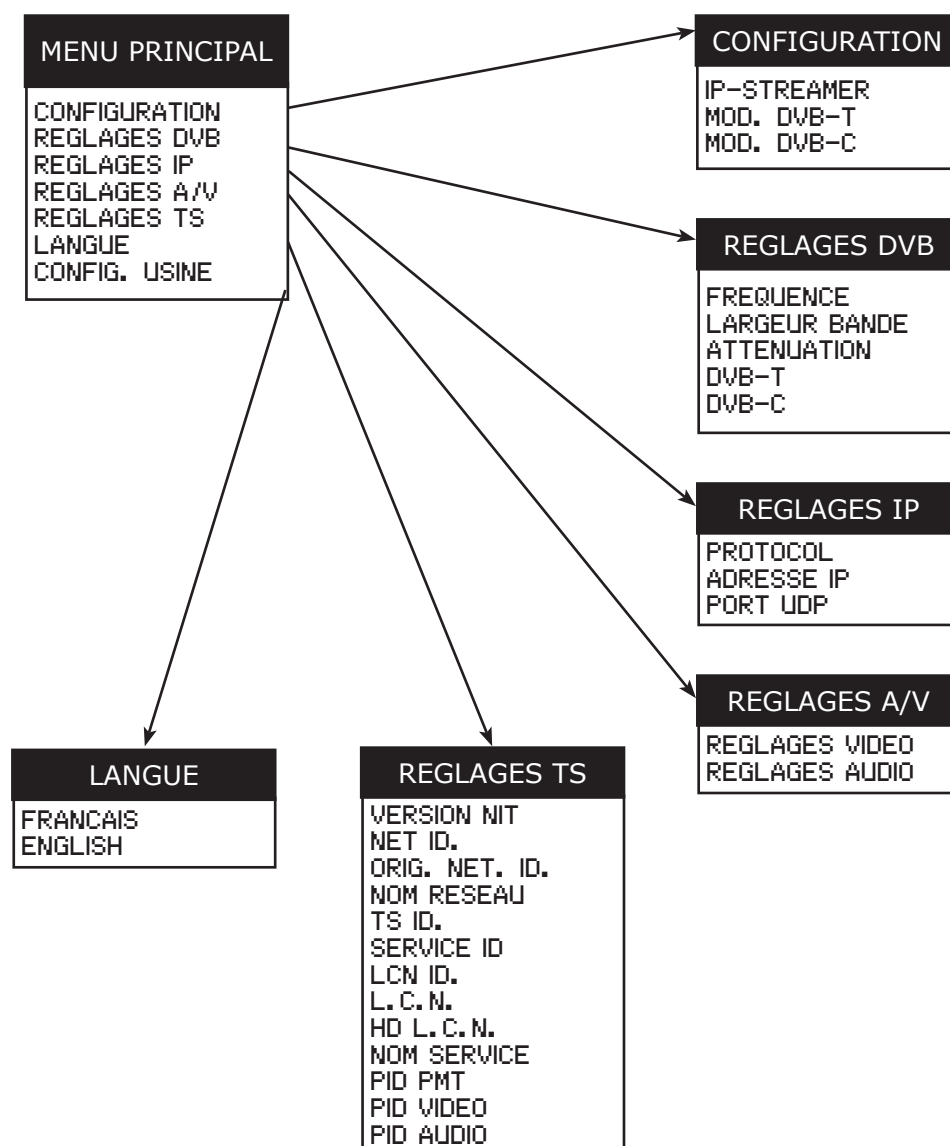 MENU PRINCIPAL
CONFIGURATION
REGLAGES DVB
REGLAGES IP
REGLAGES A/V
REGLAGES TS
LANGUE
CONFIG. USINE
CONFIGURATION
IP-STREAMER
MOD. DVB-T
MOD. DVB-C
REGLAGES DVB
FREQUENCE
LARGEUR BANDE
ATTENUATION
DVB-T
DVB-C
REGLAGES IP
PROTOCOL
ADRESSE IP
PORT UDP
REGLAGES A/V
REGLAGES VIDEO
REGLAGES AUDIO
LANGUE
FRANCAIS
ENGLISH
REGLAGES TS
VERSION NIT
NET ID.
ORIG. NET. ID.
NOM RESEAU
TS ID.
SERVICE ID
LCN ID.
L.C.N.
HD L.C.N.
NOM SERVICE
PID PMT
PID VIDEO
PID AUDIO